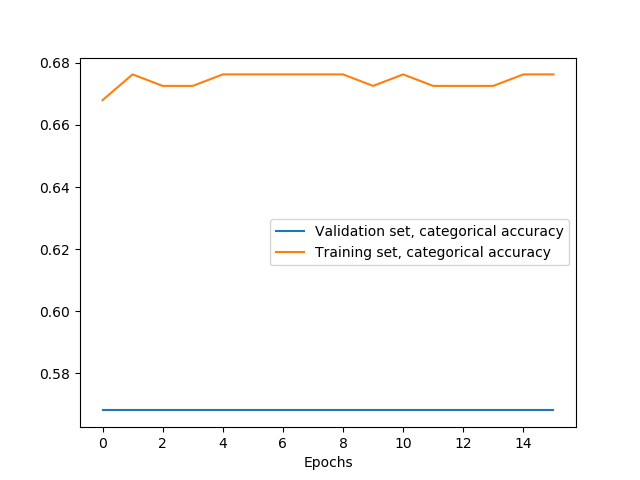 0.68
0.66
0.64
0.62
0.60
0.58
Validation set, categorical accuracy
Training set, categorical accuracy
0 2 4 6 8 10 12 14
Epochs